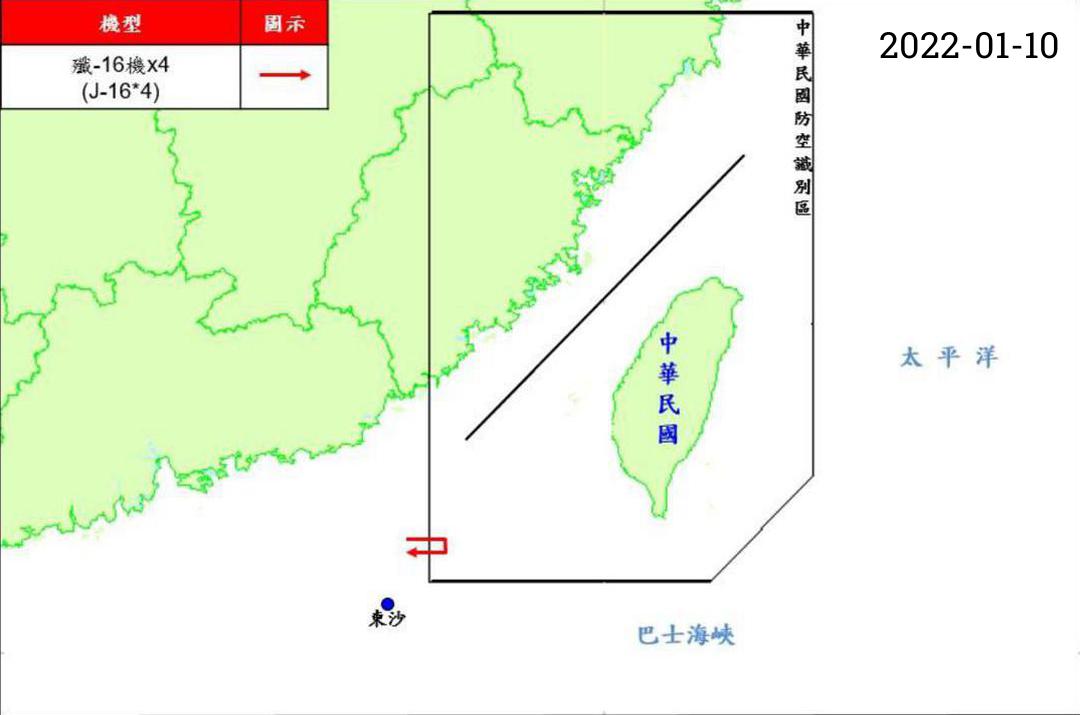 機型 圖示
殲-16機x4
(J-16*4)
2022-01-10
中華民國防空識別區
中華民國
太平洋
東沙
巴士海峽